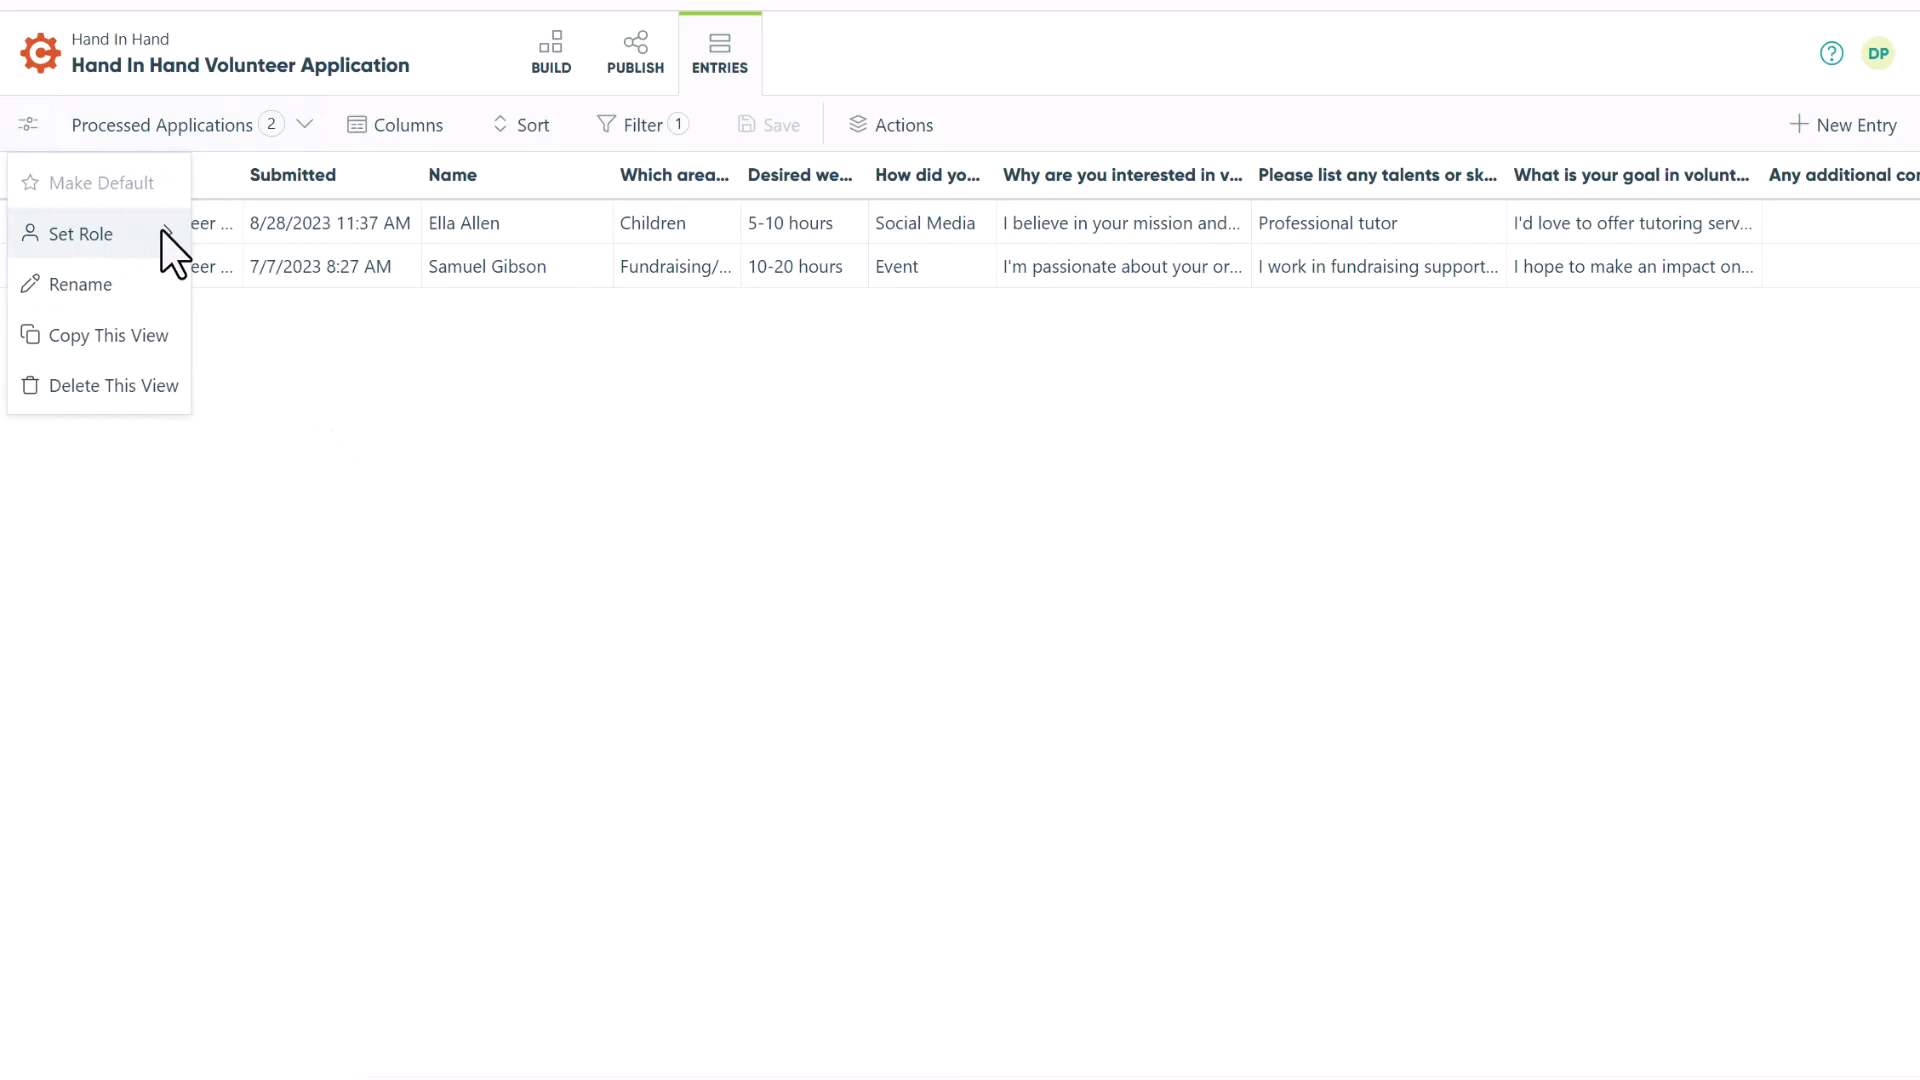 Hand In Hand
Hand In Hand Volunteer Application
BUILD
PUBLISH
ENTRIES
DP
Processed Applications 2
Columns
Sort
Filter 1
Save
Actions
New Entry
Make Default
Set Role
Rename
Copy This View
Delete This View
Submitted Name Which area... Desired we... How did yo... Why are you interested in v... Please list any talents or sk... What is your goal in volunt... Any additional cor
eer ... 8/28/2023 11:37 AM Ella Allen Children 5-10 hours Social Media I believe in your mission and... Professional tutor I'd love to offer tutoring serv...
eer ... 7/7/2023 8:27 AM Samuel Gibson Fundraising/... 10-20 hours Event I'm passionate about your or... I work in fundraising support... I hope to make an impact on...